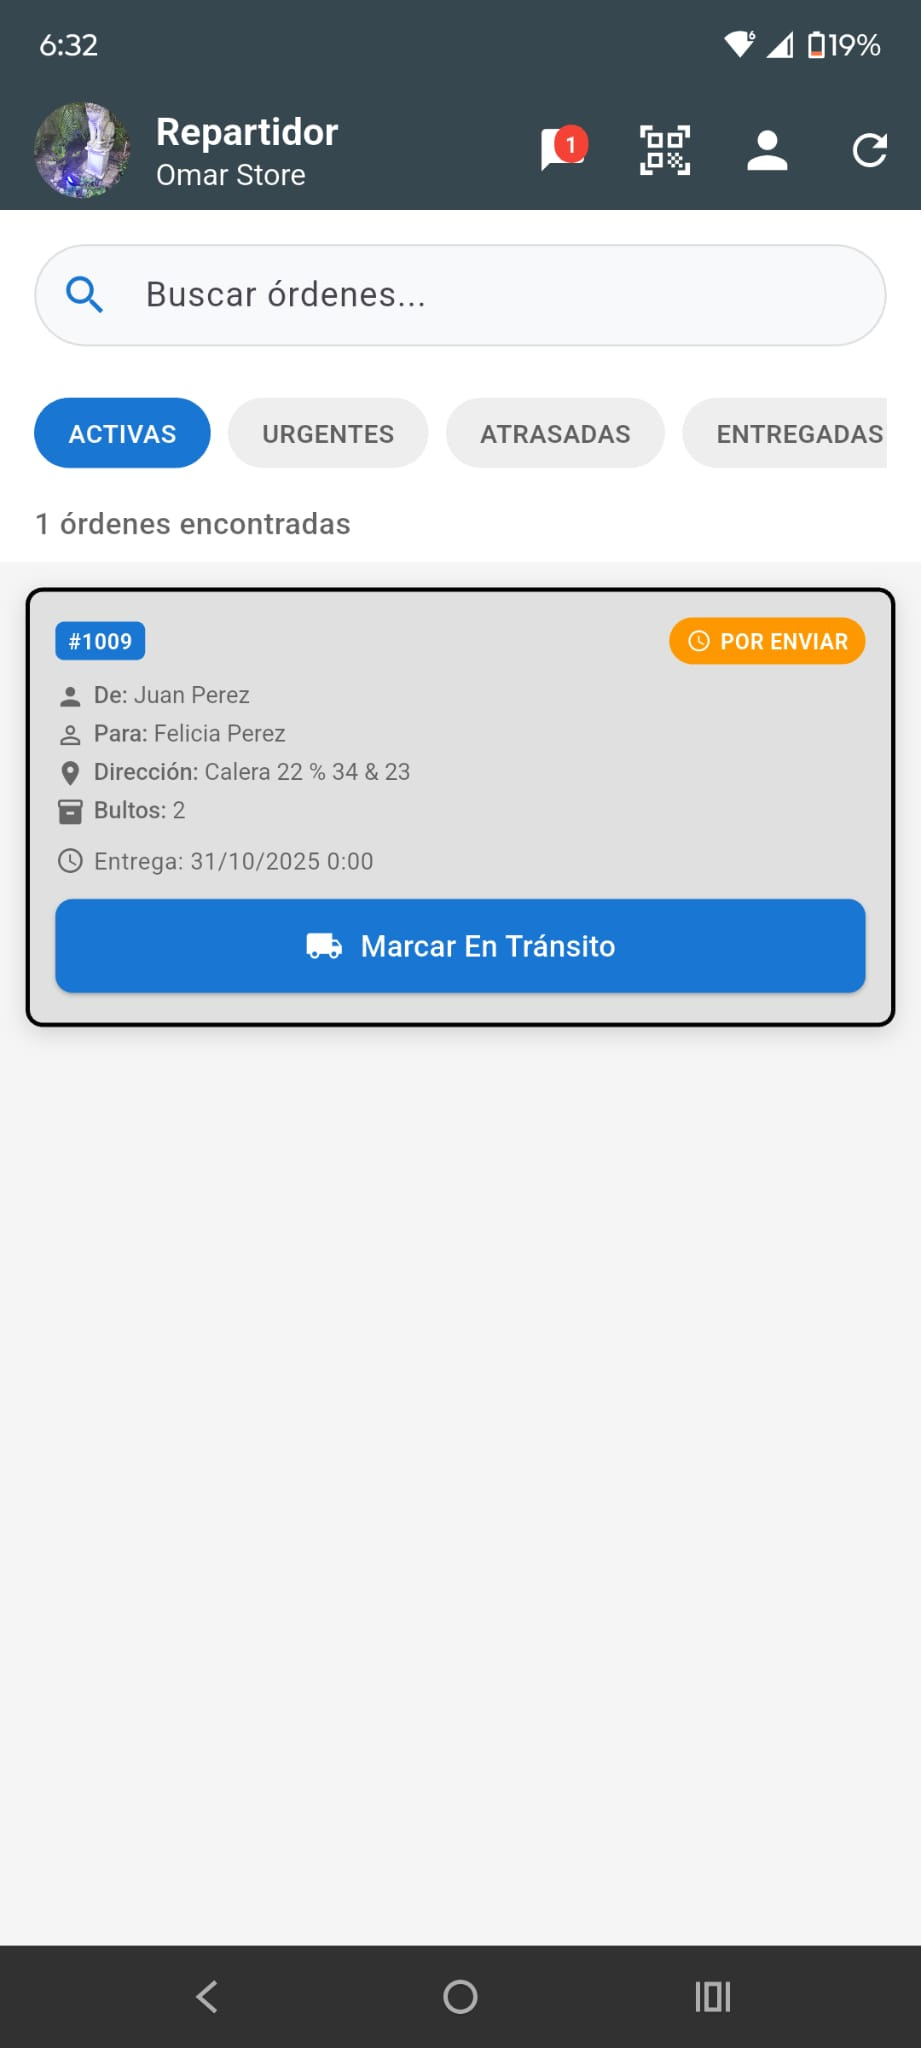 6:32
6
19%
Repartidor
Omar Store
1
Buscar órdenes...
ACTIVAS
URGENTES
ATRASADAS
ENTREGADAS
1 órdenes encontradas
#1009
POR ENVIAR
De: Juan Perez
Para: Felicia Perez
Dirección: Calera 22 % 34 & 23
Bultos: 2
Entrega: 31/10/2025 0:00
Marcar En Tránsito